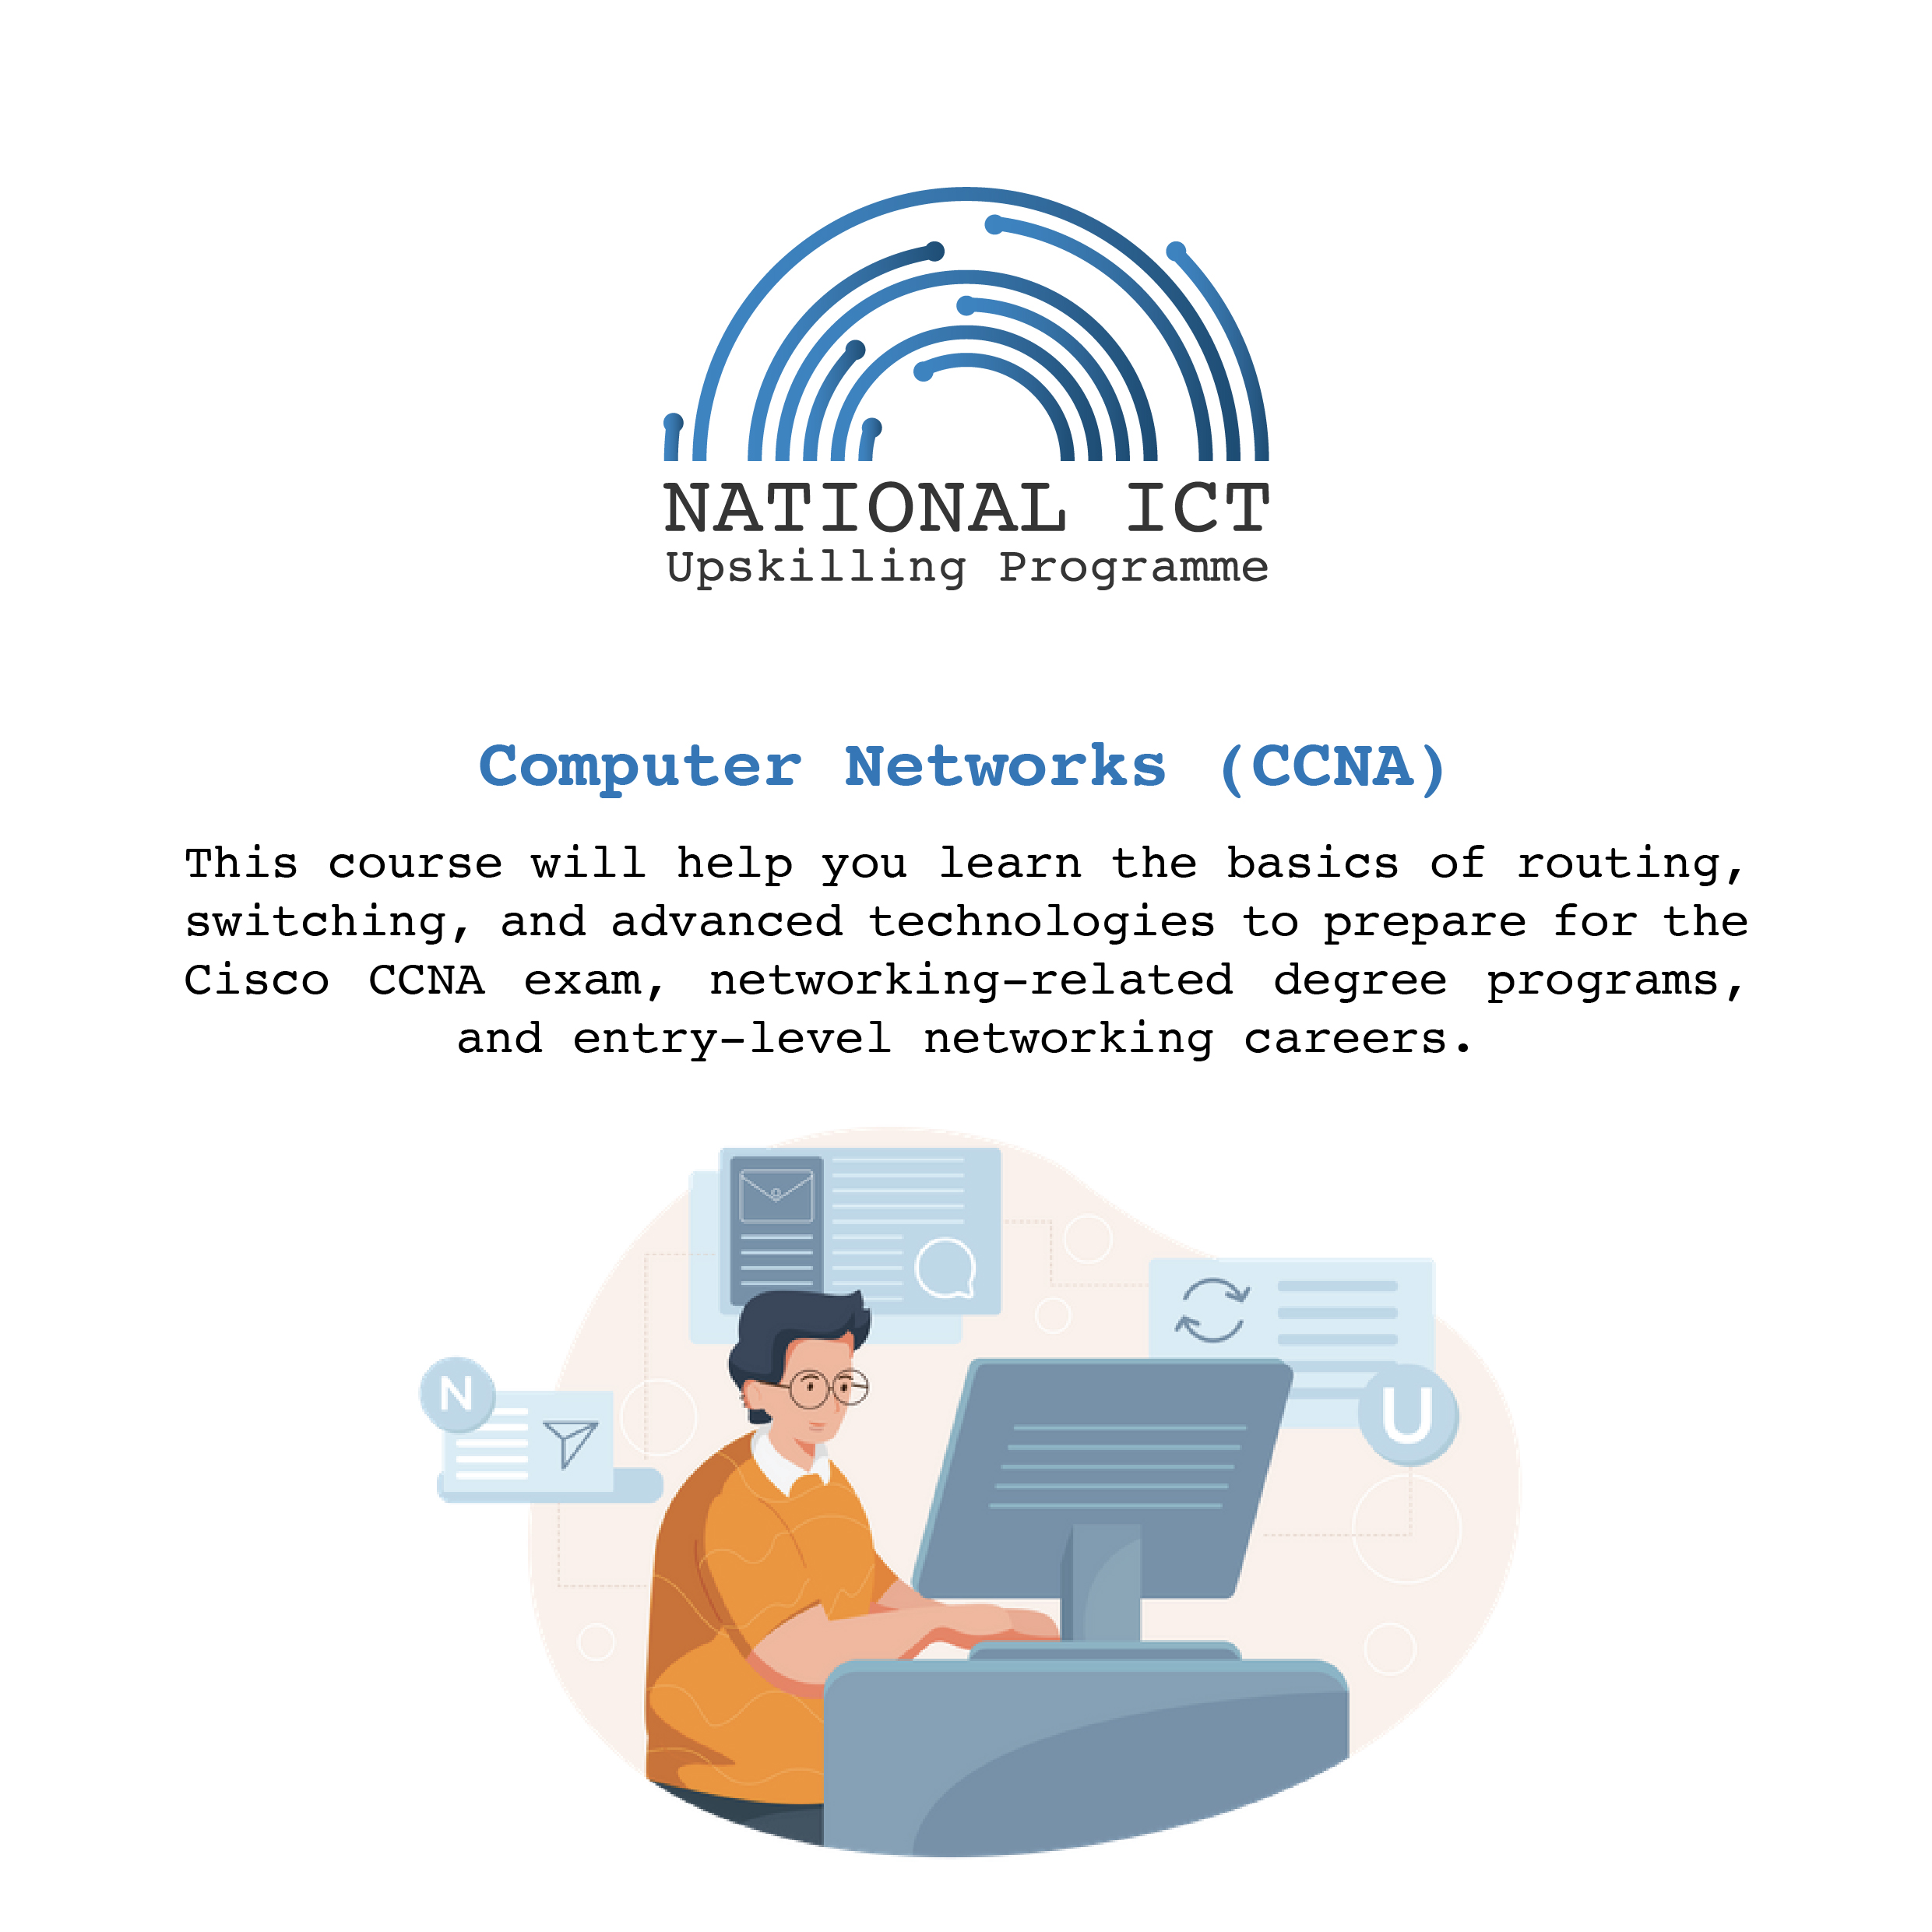 NATIONAL ICT
Upskilling Programme
Computer Networks (CCNA)
This course will help you learn the basics of routing,
switching, and advanced technologies to prepare for the
Cisco CCNA exam, networking-related degree programs,
and entry-level networking careers.
N
U